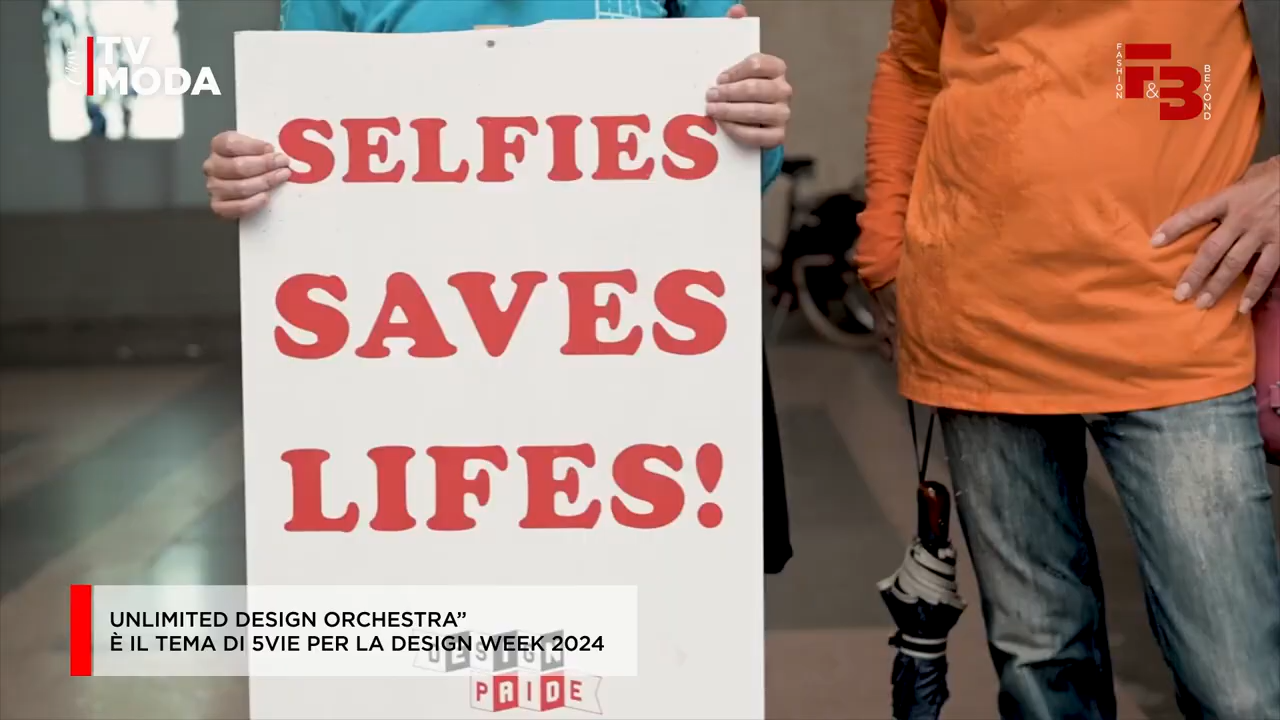 Class TV
MODA
FASHION
F&B
BEYOND
SELFIES
SAVES
LIFES!
UNLIMITED DESIGN ORCHESTRA”
È IL TEMA DI 5VIE PER LA DESIGN WEEK 2024
DESIGN
PRIDE